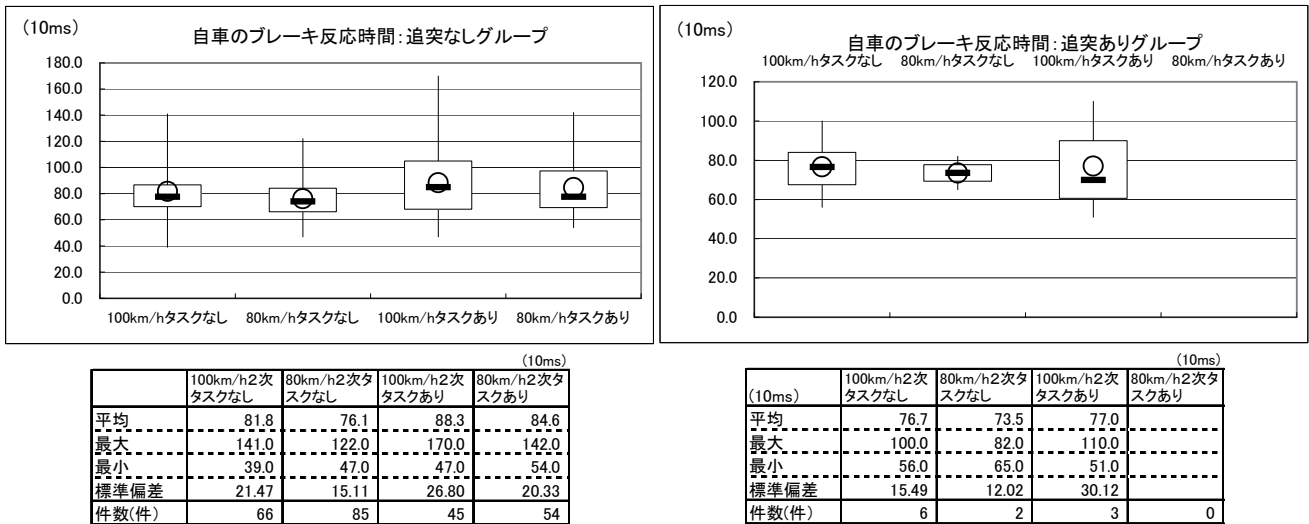 (10ms)
自車のブレーキ反応時間：追突なしグループ
180.0
160.0
140.0
120.0
100.0
80.0
60.0
40.0
20.0
0.0
100km/hタスクなし 80km/hタスクなし 100km/hタスクあり 80km/hタスクあり
(10ms)
100km/h２次タスクなし 80km/h２次タスクなし 100km/h２次タスクあり 80km/h２次タスクあり
平均 81.8 76.1 88.3 84.6
最大 141.0 122.0 170.0 142.0
最小 39.0 47.0 47.0 54.0
標準偏差 21.47 15.11 26.80 20.33
件数(件) 66 85 45 54
(10ms)
自車のブレーキ反応時間：追突ありグループ
100km/hタスクなし 80km/hタスクなし 100km/hタスクあり 80km/hタスクあり
120.0
100.0
80.0
60.0
40.0
20.0
0.0
(10ms)
(10ms) 100km/h２次タスクなし 80km/h２次タスクなし 100km/h２次タスクあり 80km/h２次タスクあり
平均 76.7 73.5 77.0
最大 100.0 82.0 110.0
最小 56.0 65.0 51.0
標準偏差 15.49 12.02 30.12
件数(件) 6 2 3 0